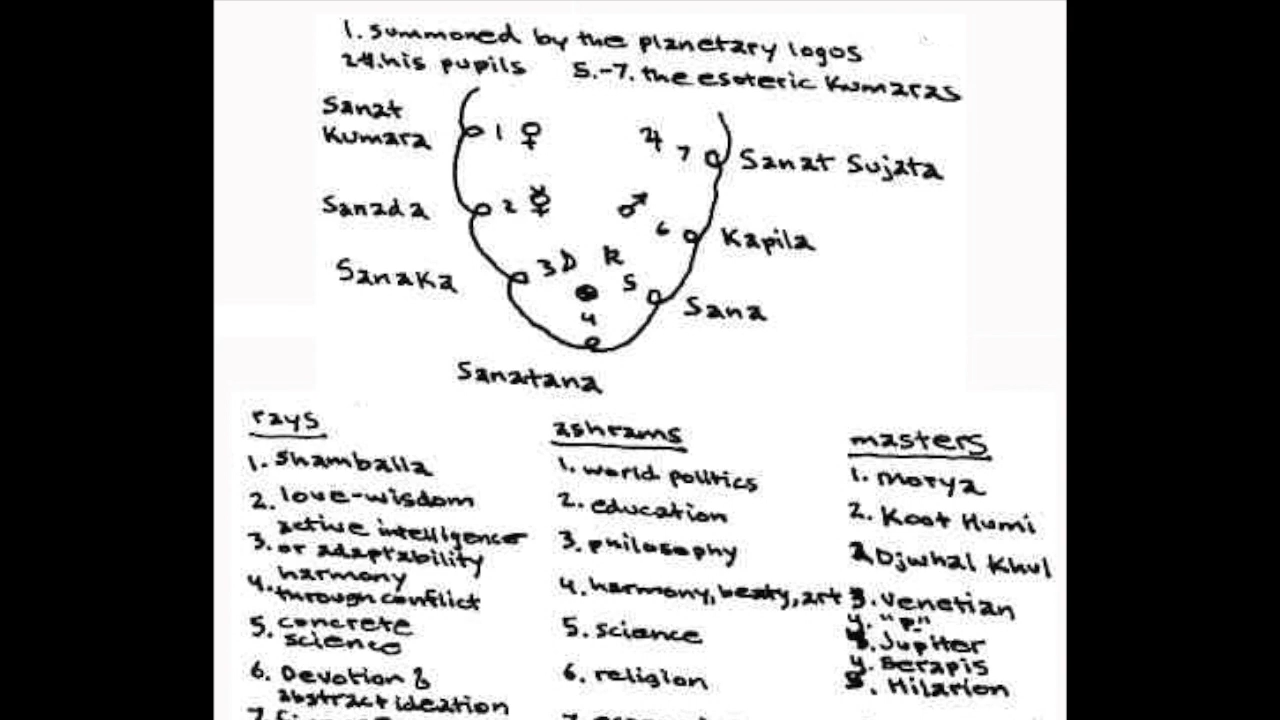 1. summoned by the planetary logos
2-4. his pupils 5.-7. the esoteric Kumaras
Sanat
Kumara
1 ♀
♃
7
Sanat Sujata
Sanada
2 ☿
♂
6
Kapila
Sanaka
3
5
Sana
4
Sanatana
rays
1. Shamballa
2. love-wisdom
active intelligence
3. or adaptability
harmony
4. through conflict
5. concrete
science
6. Devotion &
abstract ideation
7.
ashrams
1. world politics
2. education
3. philosophy
4. harmony, beaty, art
5. science
6. religion
7.
masters
1. Morya
2. Koot Humi
2 Djwhal Khul
3. Venetian
4. "P."
Jupiter
4. Serapis
5. Hilarion